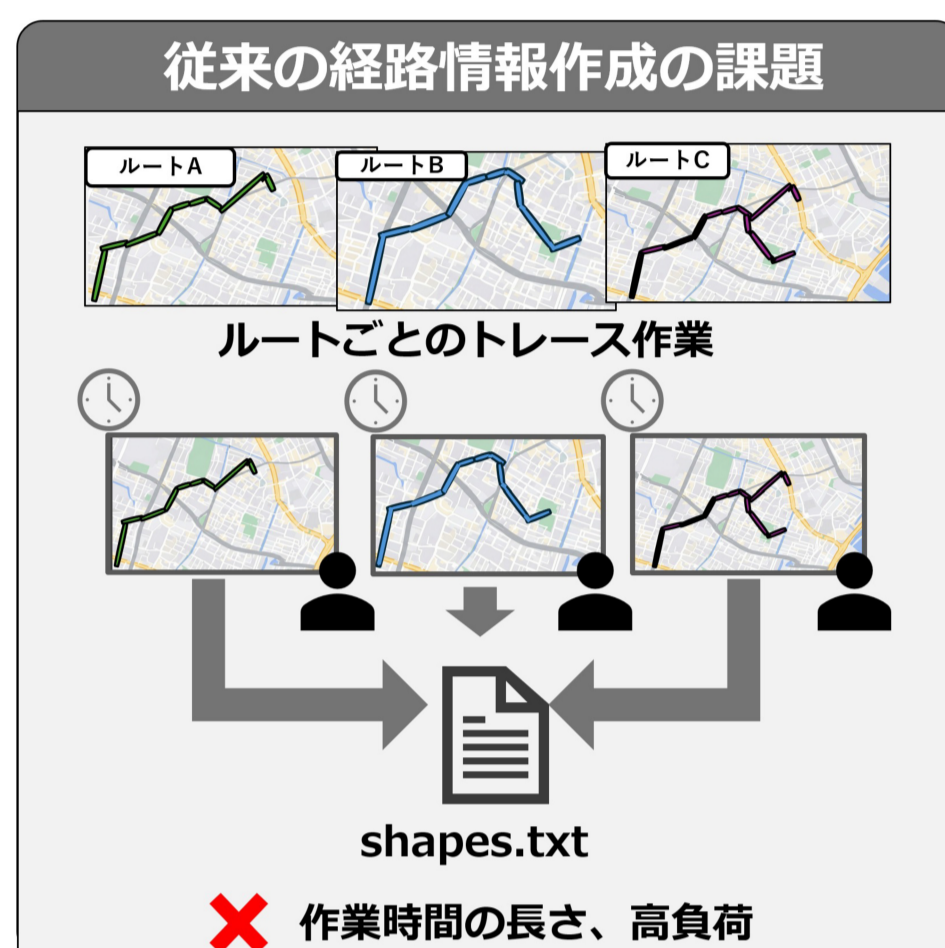 従来の経路情報作成の課題
ルートA
ルートB
ルートC
ルートごとのトレース作業
shapes.txt
作業時間の長さ、高負荷